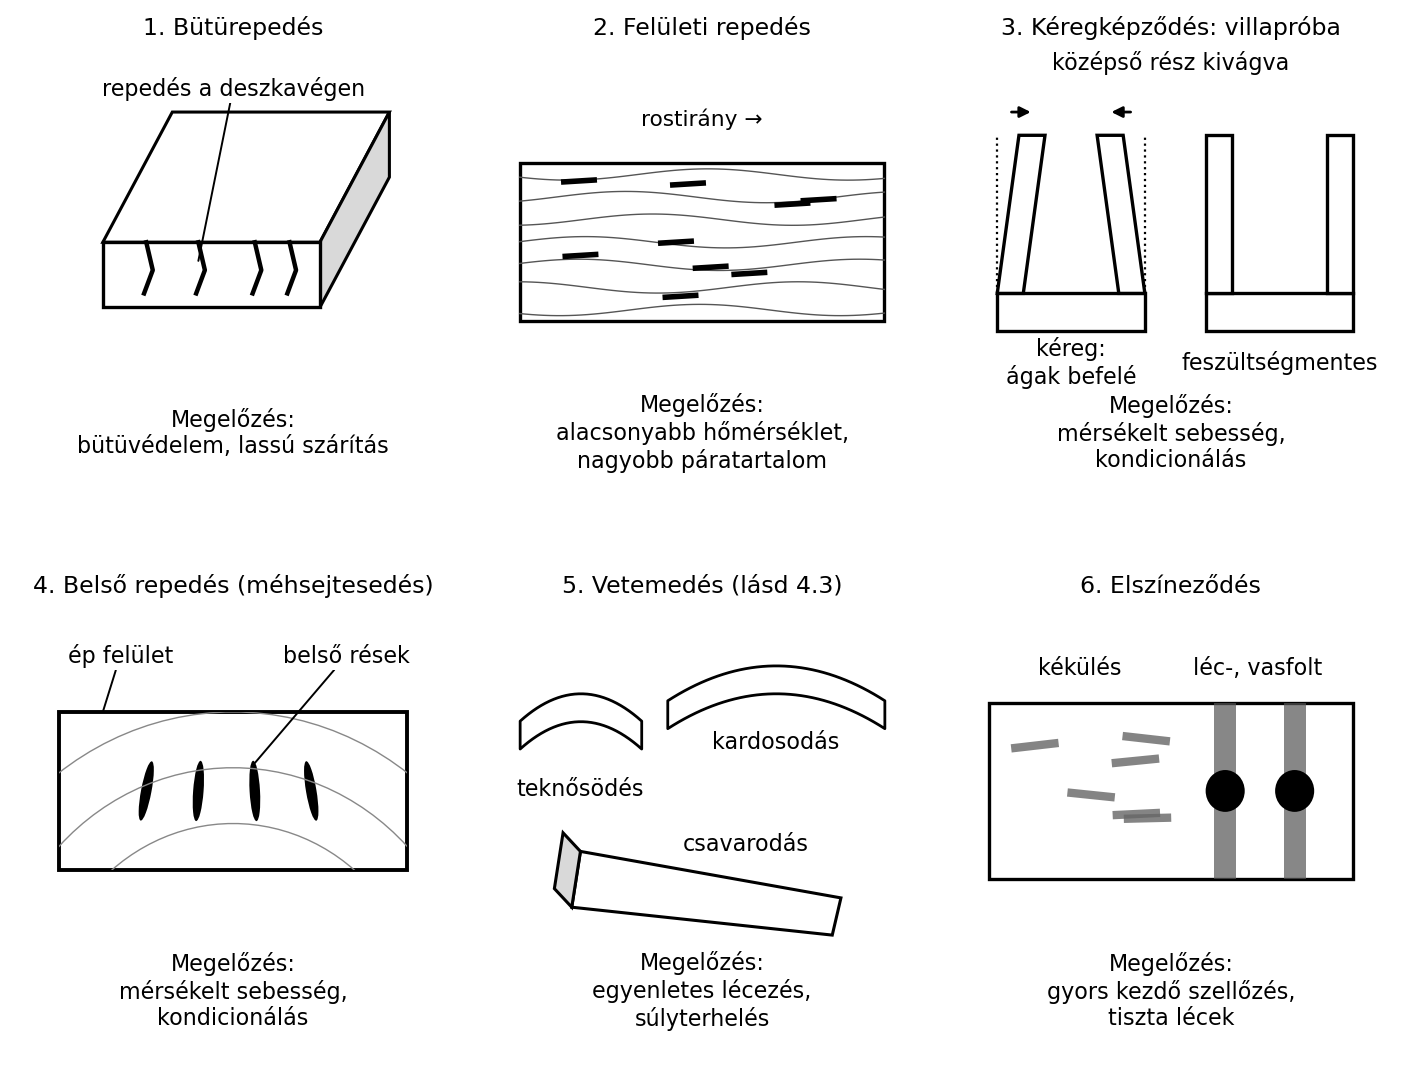 1. Bütürepedés
repedés a deszkavégen
Megelőzés:
bütüvédelem, lassú szárítás
2. Felületi repedés
rostirány →
Megelőzés:
alacsonyabb hőmérséklet,
nagyobb páratartalom
3. Kéregképződés: villapróba
középső rész kivágva
kéreg:
ágak befelé
feszültségmentes
Megelőzés:
mérsékelt sebesség,
kondicionálás
4. Belső repedés (méhsejtesedés)
ép felület
belső rések
Megelőzés:
mérsékelt sebesség,
kondicionálás
5. Vetemedés (lásd 4.3)
kardosodás
teknősödés
csavarodás
Megelőzés:
egyenletes lécezés,
súlyterhelés
6. Elszíneződés
kékülés
léc-, vasfolt
Megelőzés:
gyors kezdő szellőzés,
tiszta lécek